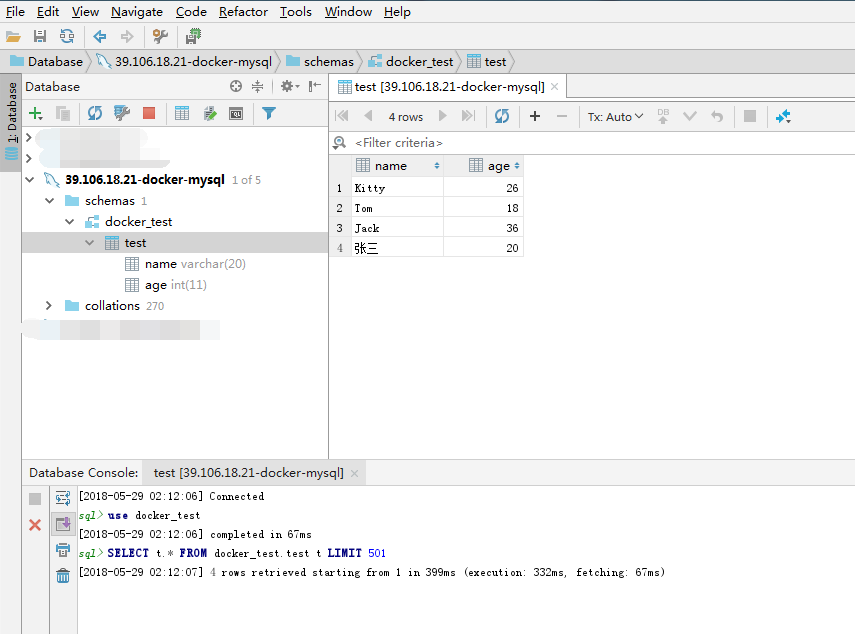 File Edit View Navigate Code Refactor Tools Window Help
Database 39.106.18.21-docker-mysql schemas docker_test test
1: Database
Database
39.106.18.21-docker-mysql 1 of 5
schemas 1
docker_test
test
name varchar(20)
age int(11)
collations 270
test [39.106.18.21-docker-mysql]
4 rows Tx: Auto DB
<Filter criteria>
name age
1 Kitty 26
2 Tom 18
3 Jack 36
4 张三 20
Database Console: test [39.106.18.21-docker-mysql]
[2018-05-29 02:12:06] Connected
sql> use docker_test
[2018-05-29 02:12:06] completed in 67ms
sql> SELECT t.* FROM docker_test.test t LIMIT 501
[2018-05-29 02:12:07] 4 rows retrieved starting from 1 in 399ms (execution: 332ms, fetching: 67ms)